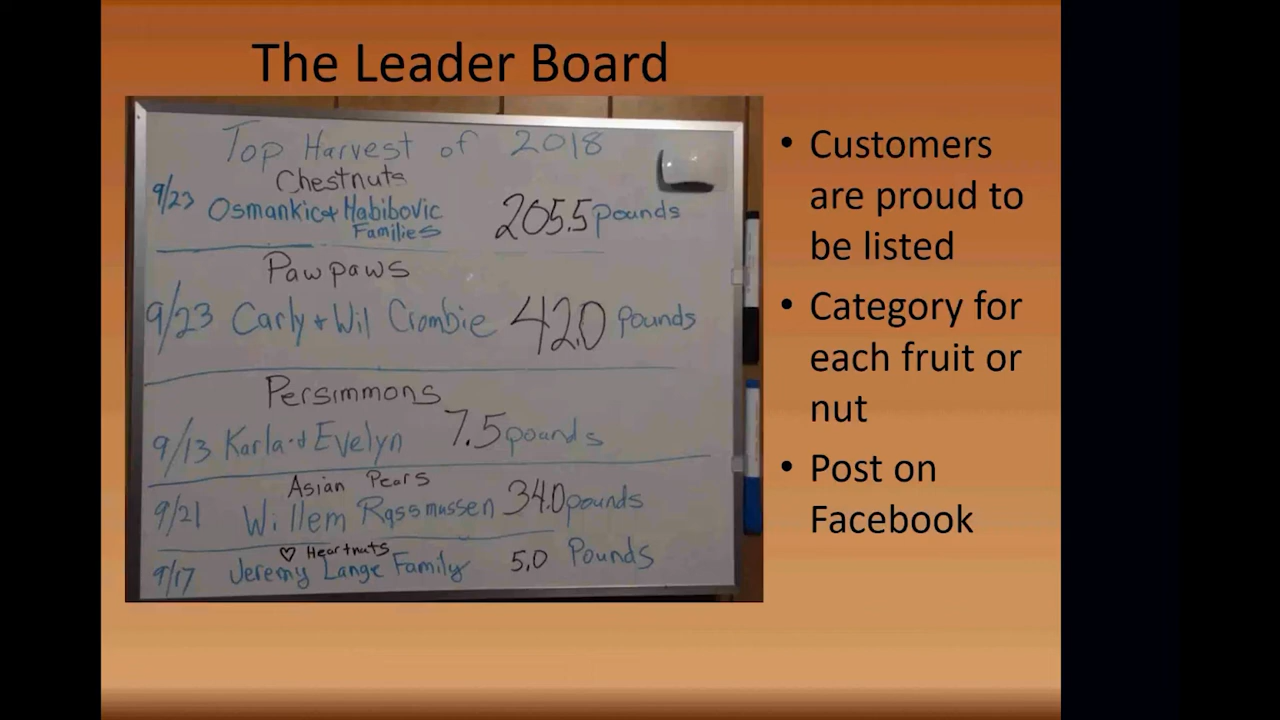 The Leader Board
Top Harvest of 2018
Chestnuts
9/23 Osmankic & Habibovic 205.5 pounds
Families
Pawpaws
9/23 Carly & Wil Crombie 42.0 pounds
Persimmons
9/13 Karla & Evelyn 7.5 pounds
Asian Pears
9/21 Willem Rassmussen 34.0 pounds
♡ Heartnuts
9/17 Jeremy Lange Family 5.0 Pounds
• Customers
are proud to
be listed
• Category for
each fruit or
nut
• Post on
Facebook